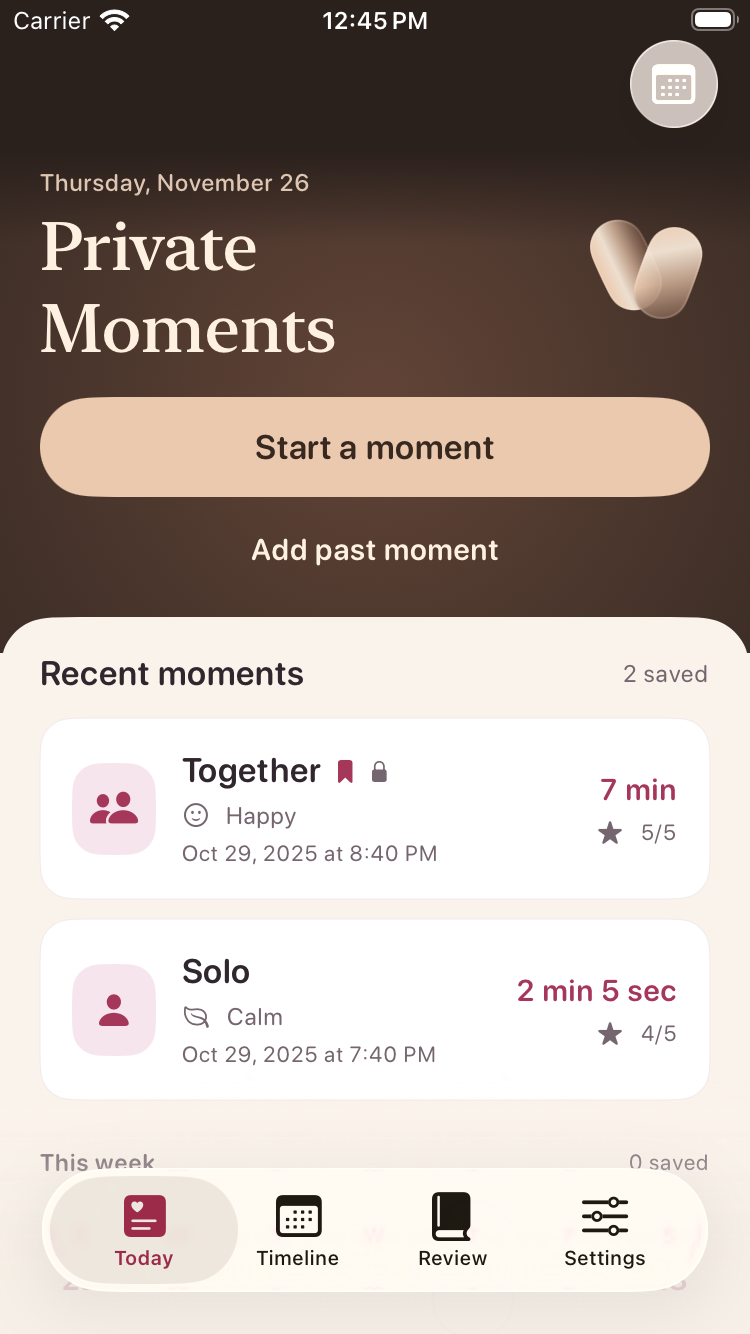 Carrier
12:45 PM
Thursday, November 26
Private
Moments
Start a moment
Add past moment
Recent moments
2 saved
Together
7 min
Happy
5/5
Oct 29, 2025 at 8:40 PM
Solo
2 min 5 sec
Calm
4/5
Oct 29, 2025 at 7:40 PM
This week
0 saved
Today
Timeline
Review
Settings